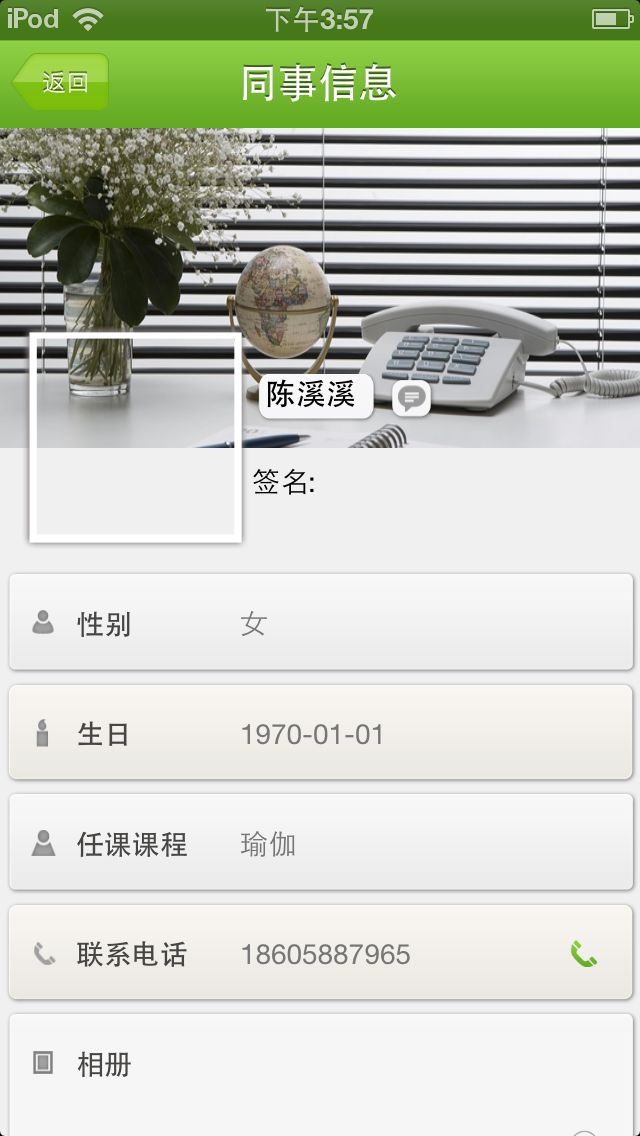 iPod 下午3:57
返回 同事信息
陈溪溪
签名:
性别 女
生日 1970-01-01
任课课程 瑜伽
联系电话 18605887965
相册